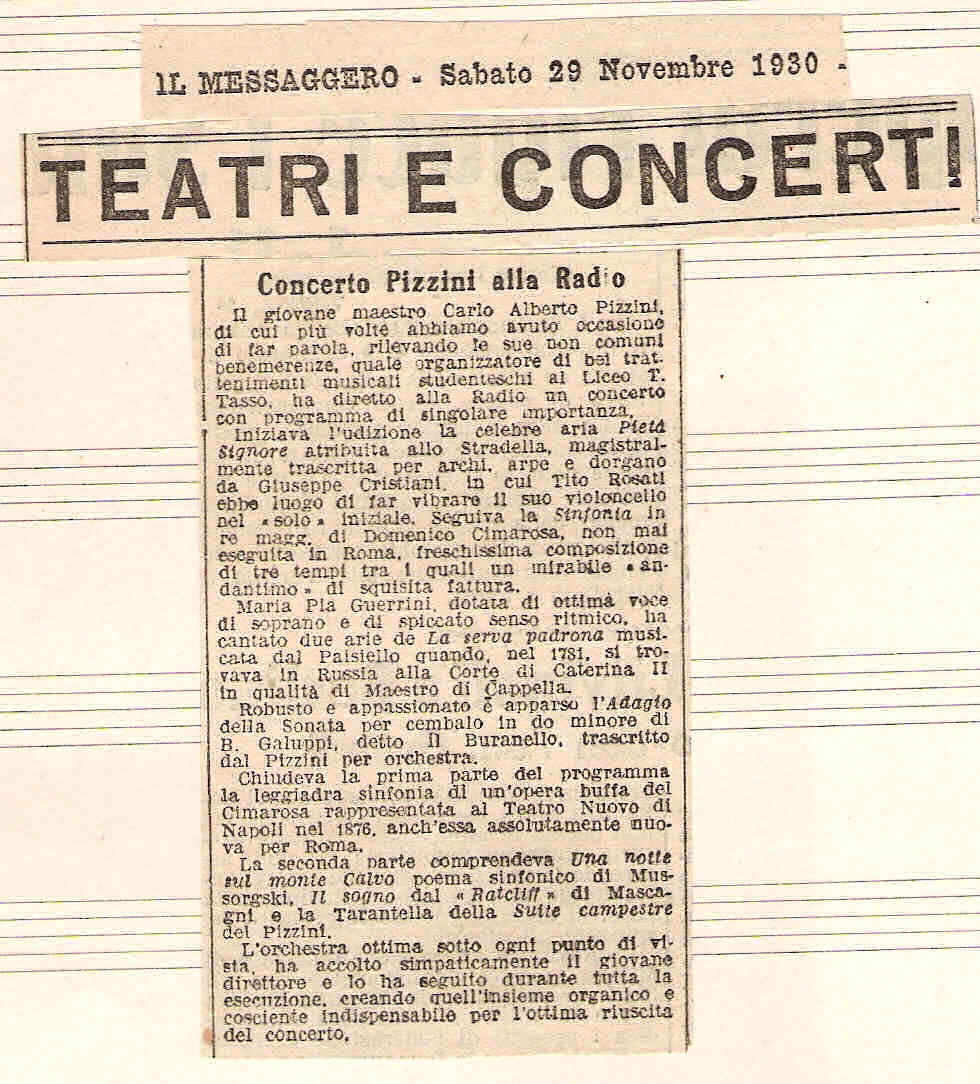 IL MESSAGGERO - Sabato 29 Novembre 1930 -
TEATRI E CONCERTI
Concerto Pizzini alla Radio
Il giovane maestro Carlo Alberto Pizzini,
di cui più volte abbiamo avuto occasione
di far parola, rilevando le sue non comuni
benemerenze, quale organizzatore di bei trat-
tenimenti musicali studenteschi al Liceo T.
Tasso, ha diretto alla Radio un concerto
con programma di singolare importanza.
Iniziava l'udizione la celebre aria Pietà
Signore atribuita allo Stradella, magistral-
mente trascritta per archi, arpe e dorgano
da Giuseppe Cristiani, in cui Tito Rosati
ebbe luogo di far vibrare il suo violoncello
nel «solo» iniziale. Seguiva la Sinfonia in
re magg. di Domenico Cimarosa, non mai
eseguita in Roma, freschissima composizione
di tre tempi tra i quali un mirabile «an-
dantimo» di squisita fattura.
Maria Pia Guerrini, dotata di ottima voce
di soprano e di spiccato senso ritmico, ha
cantato due arie de La serva padrona musi-
cata dal Paisiello quando, nel 1781, si tro-
vava in Russia alla Corte di Caterina II
in qualità di Maestro di Cappella.
Robusto e appassionato è apparso l'Adagio
della Sonata per cembalo in do minore di
B. Galuppi, detto il Buranello, trascritto
dal Pizzini per orchestra.
Chiudeva la prima parte del programma
la leggiadra sinfonia di un'opera buffa del
Cimarosa rappresentata al Teatro Nuovo di
Napoli nel 1876, anch'essa assolutamente nuo-
va per Roma.
La seconda parte comprendeva Una notte
sul monte Calvo poema sinfonico di Mus-
sorgski, Il sogno dal «Ratcliff» di Masca-
gni e la Tarantella della Suite campestre
del Pizzini.
L'orchestra ottima sotto ogni punto di vi-
sta, ha accolto simpaticamente il giovane
direttore e lo ha seguito durante tutta la
esecuzione, creando quell'insieme organico e
cosciente indispensabile per l'ottima riuscita
del concerto.